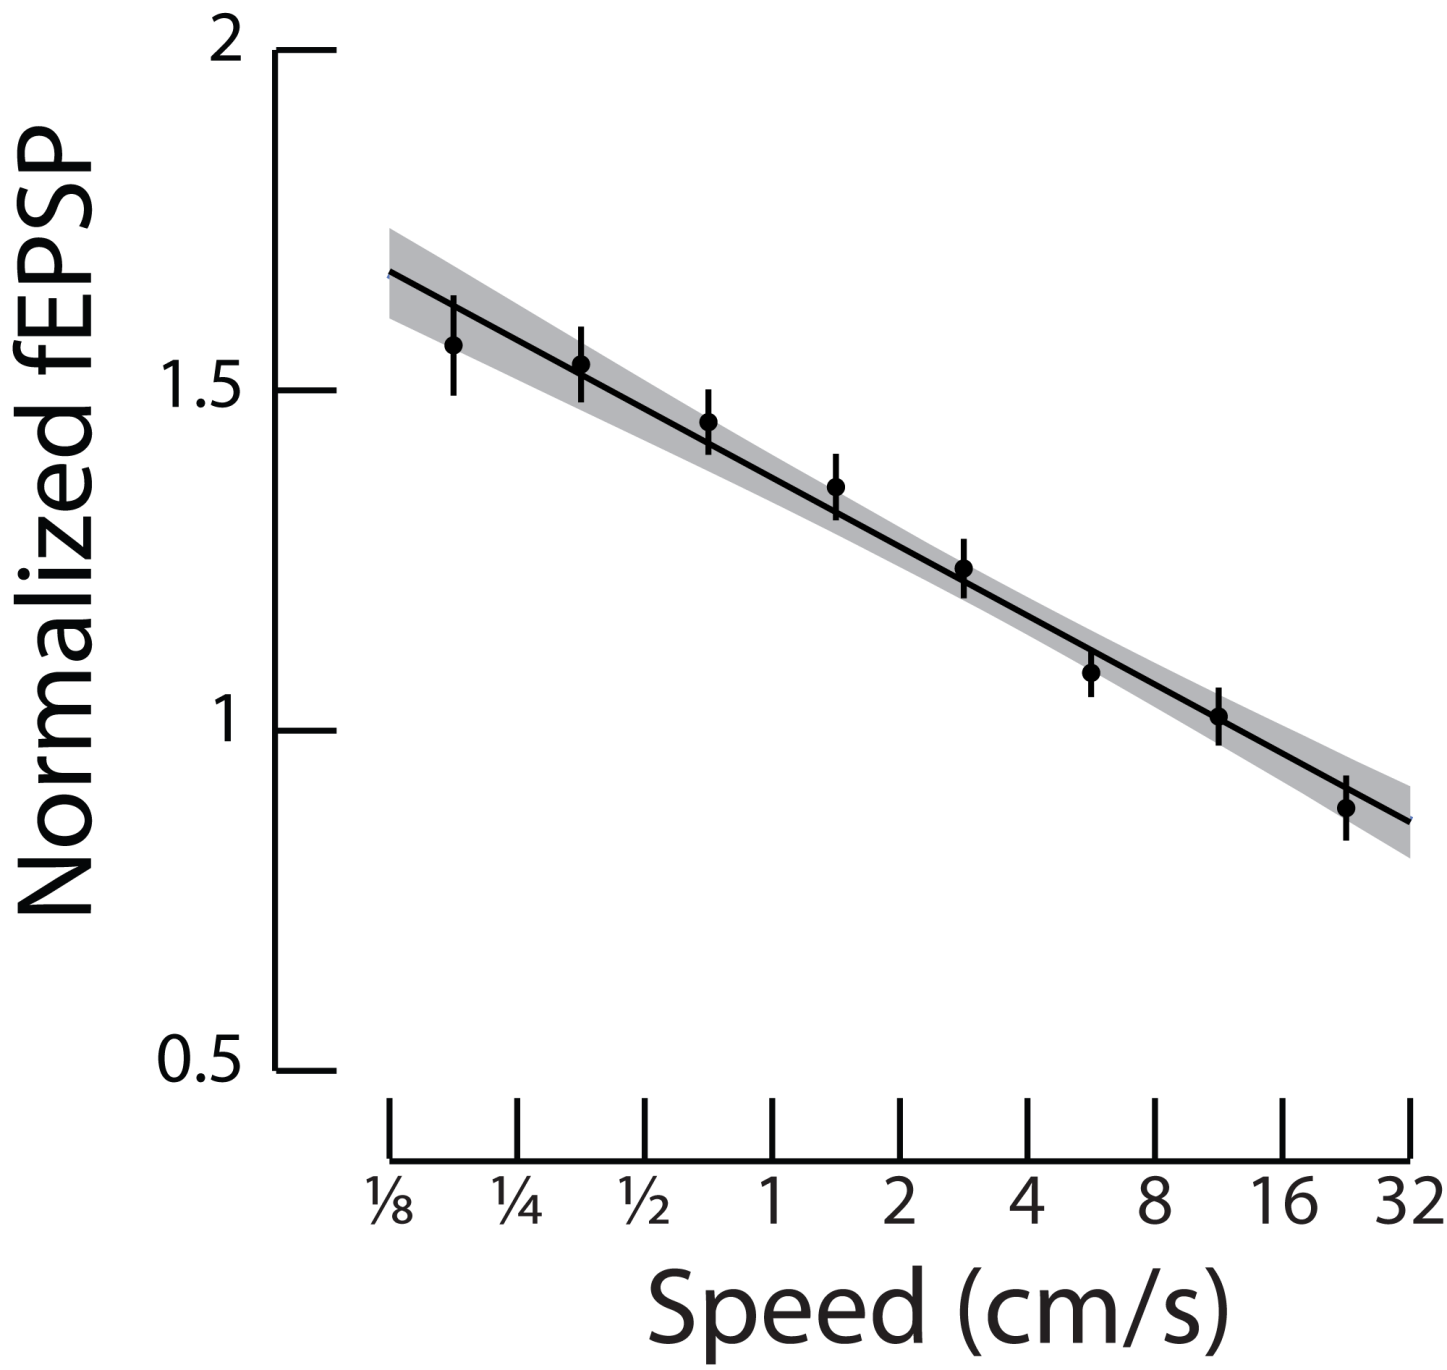 Normalized fEPSP
2
1.5
1
0.5
⅛ ¼ ½ 1 2 4 8 16 32
Speed (cm/s)